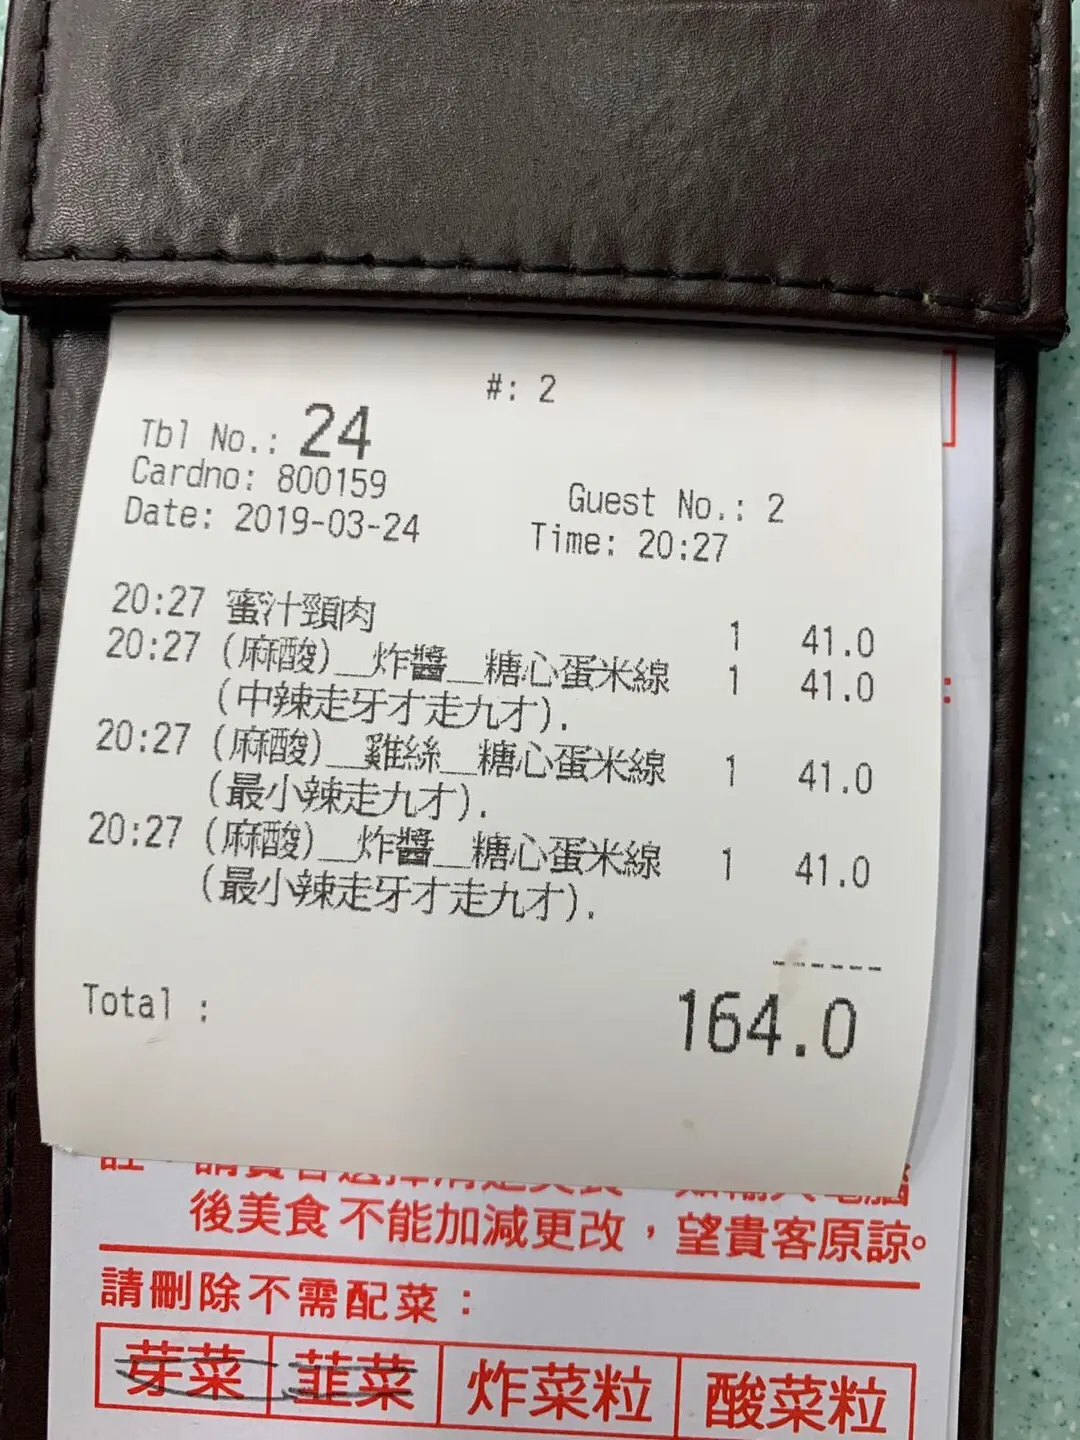 #: 2
Tbl No.: 24
Cardno: 800159
Guest No.: 2
Date: 2019-03-24
Time: 20:27
20:27 蜜汁頸肉 1 41.0
20:27 (麻酸)__炸醬__糖心蛋米線 1 41.0
(中辣走牙才走九才).
20:27 (麻酸)__雞絲__糖心蛋米線 1 41.0
(最小辣走九才).
20:27 (麻酸)__炸醬__糖心蛋米線 1 41.0
(最小辣走牙才走九才).
------
Total : 164.0
後美食不能加減更改，望貴客原諒。
請刪除不需配菜：
芽菜 韮菜 炸菜粒 酸菜粒